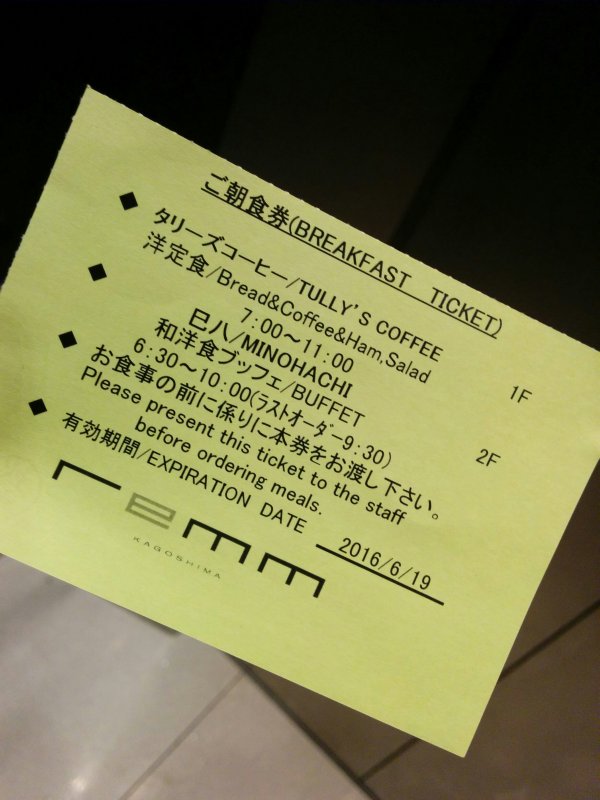 ご朝食券(BREAKFAST TICKET)
◆ タリーズコーヒー/TULLY'S COFFEE 1F
洋定食/Bread&Coffee&Ham,Salad
7:00～11:00
◆ 巳八/MINOHACHI 2F
和洋食ブッフェ/BUFFET
6:30～10:00(ラストオーダー9:30)
◆ お食事の前に係りに本券をお渡し下さい。
Please present this ticket to the staff
before ordering meals.
◆ 有効期間/EXPIRATION DATE 2016/6/19
remm
KAGOSHIMA